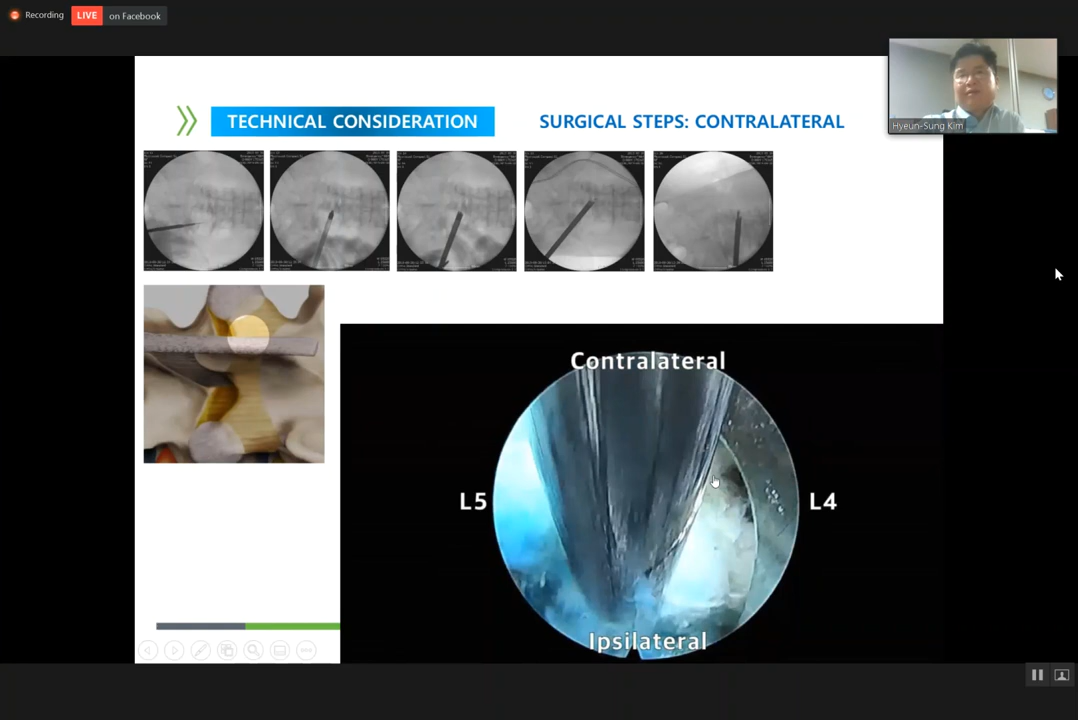 Recording
LIVE
on Facebook
Hyeun-Sung Kim
TECHNICAL CONSIDERATION
SURGICAL STEPS: CONTRALATERAL
Contralateral
L5
L4
Ipsilateral